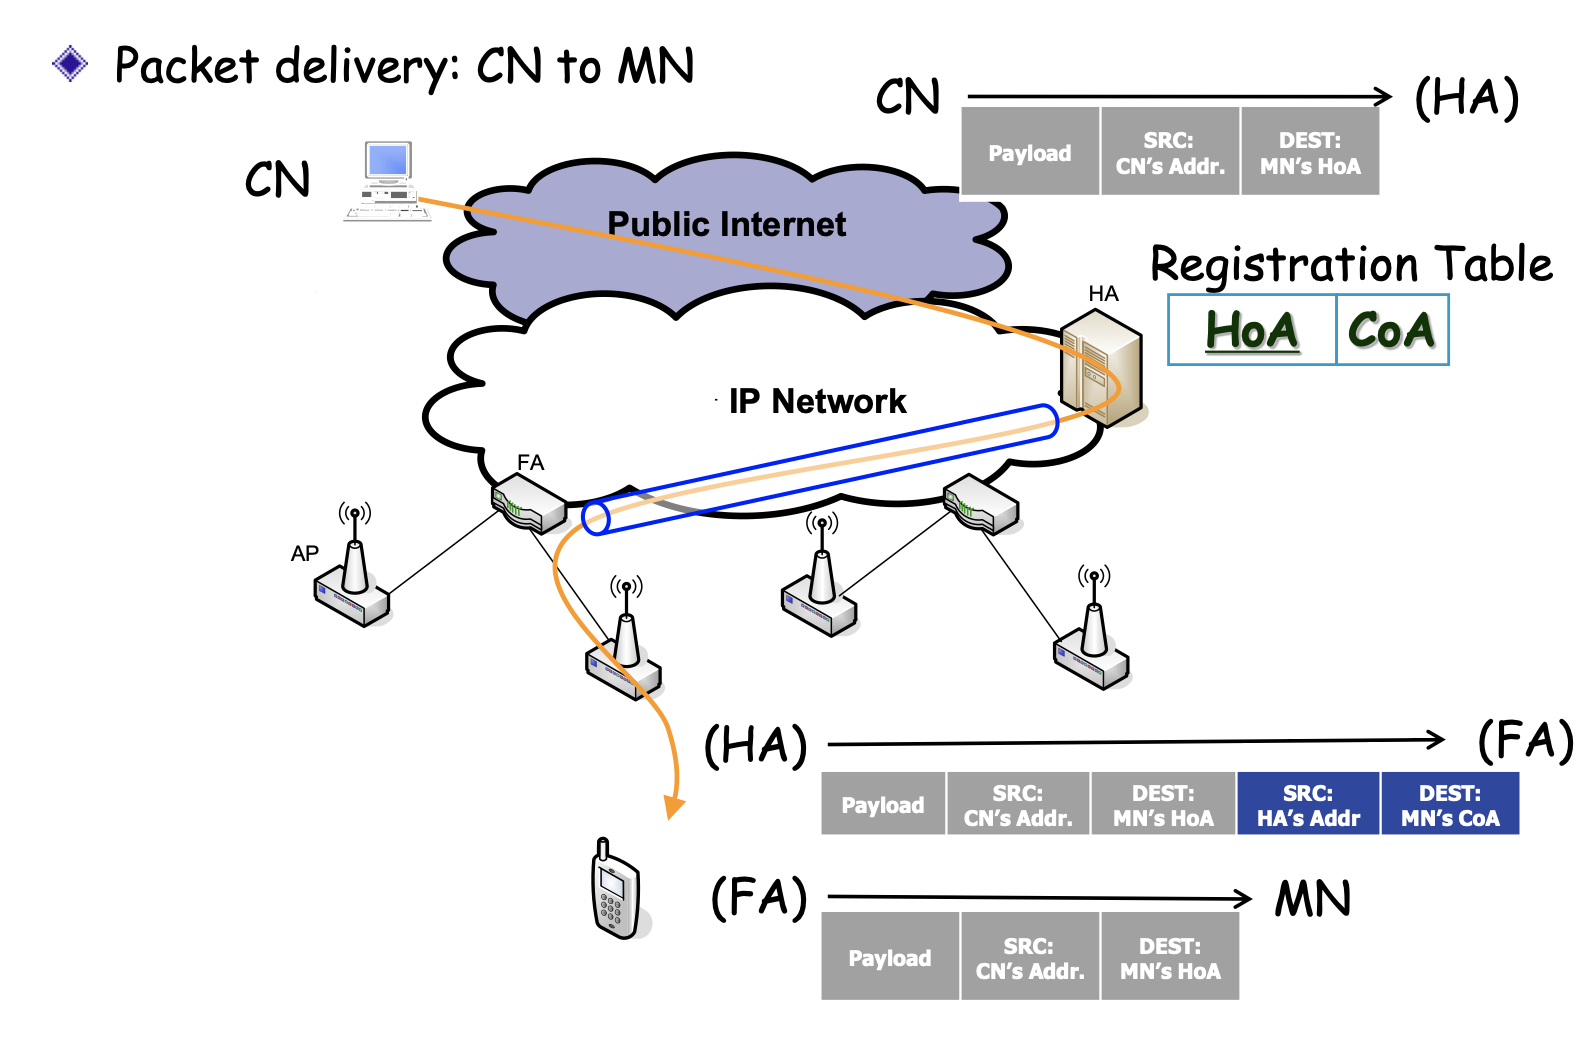 Packet delivery: CN to MN
CN
(HA)
Payload
SRC:
CN's Addr.
DEST:
MN's HoA
CN
Public Internet
Registration Table
HoA
CoA
HA
IP Network
FA
AP
(HA)
(FA)
Payload
SRC:
CN's Addr.
DEST:
MN's HoA
SRC:
HA's Addr
DEST:
MN's CoA
(FA)
MN
Payload
SRC:
CN's Addr.
DEST:
MN's HoA